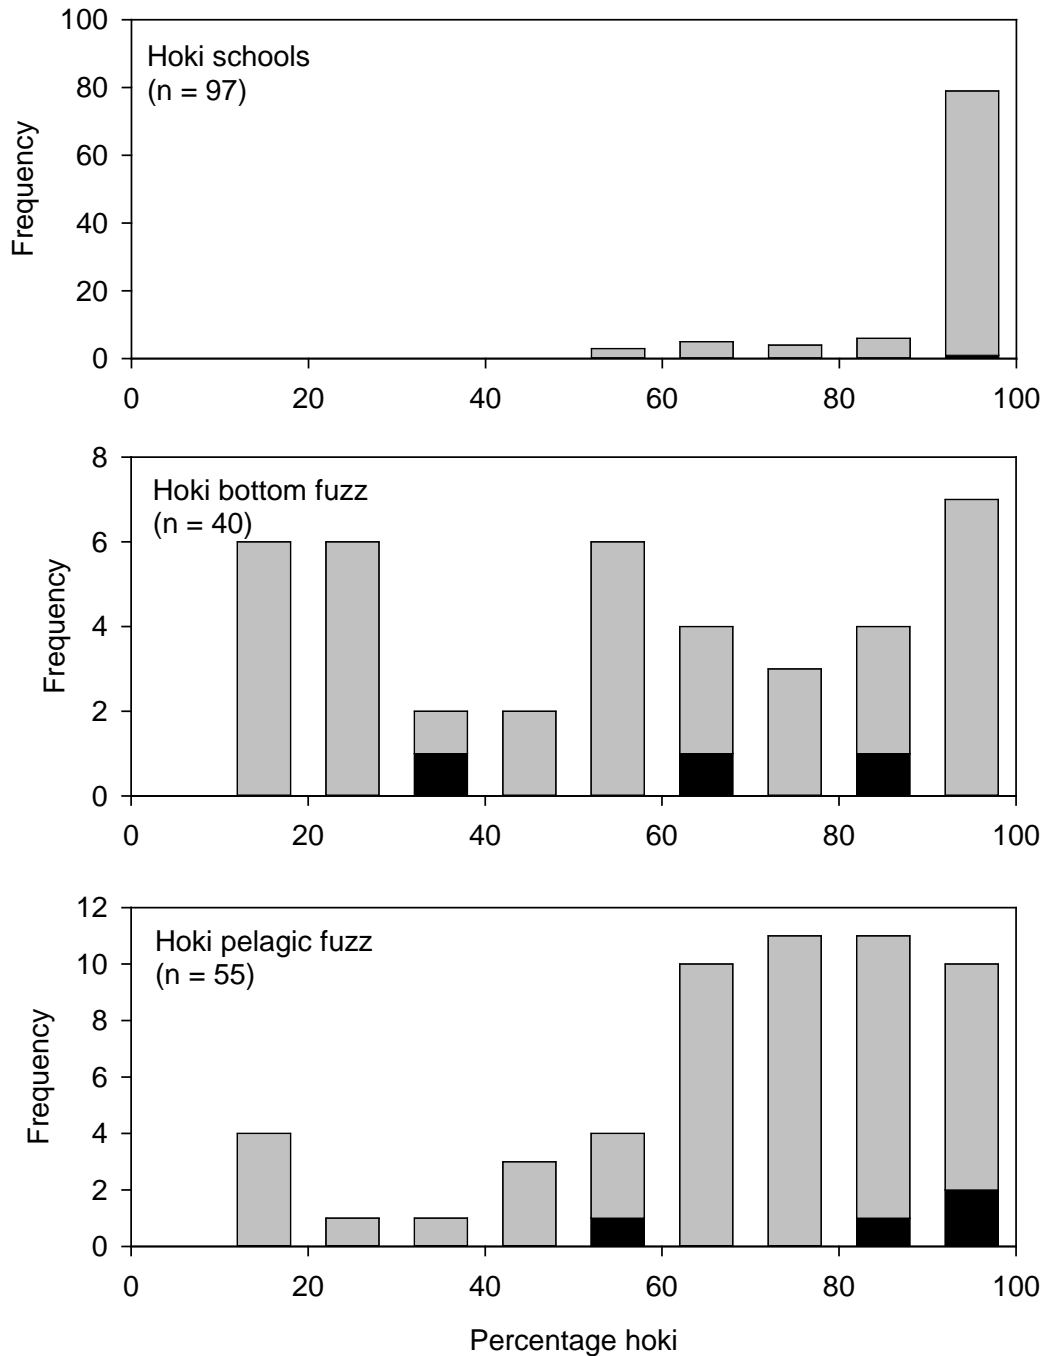 100
Hoki schools
(n = 97)
80
60
40
20
0
Frequency
0 20 40 60 80 100
8
Hoki bottom fuzz
(n = 40)
6
4
2
0
Frequency
0 20 40 60 80 100
12
Hoki pelagic fuzz
(n = 55)
10
8
6
4
2
0
Frequency
0 20 40 60 80 100
Percentage hoki